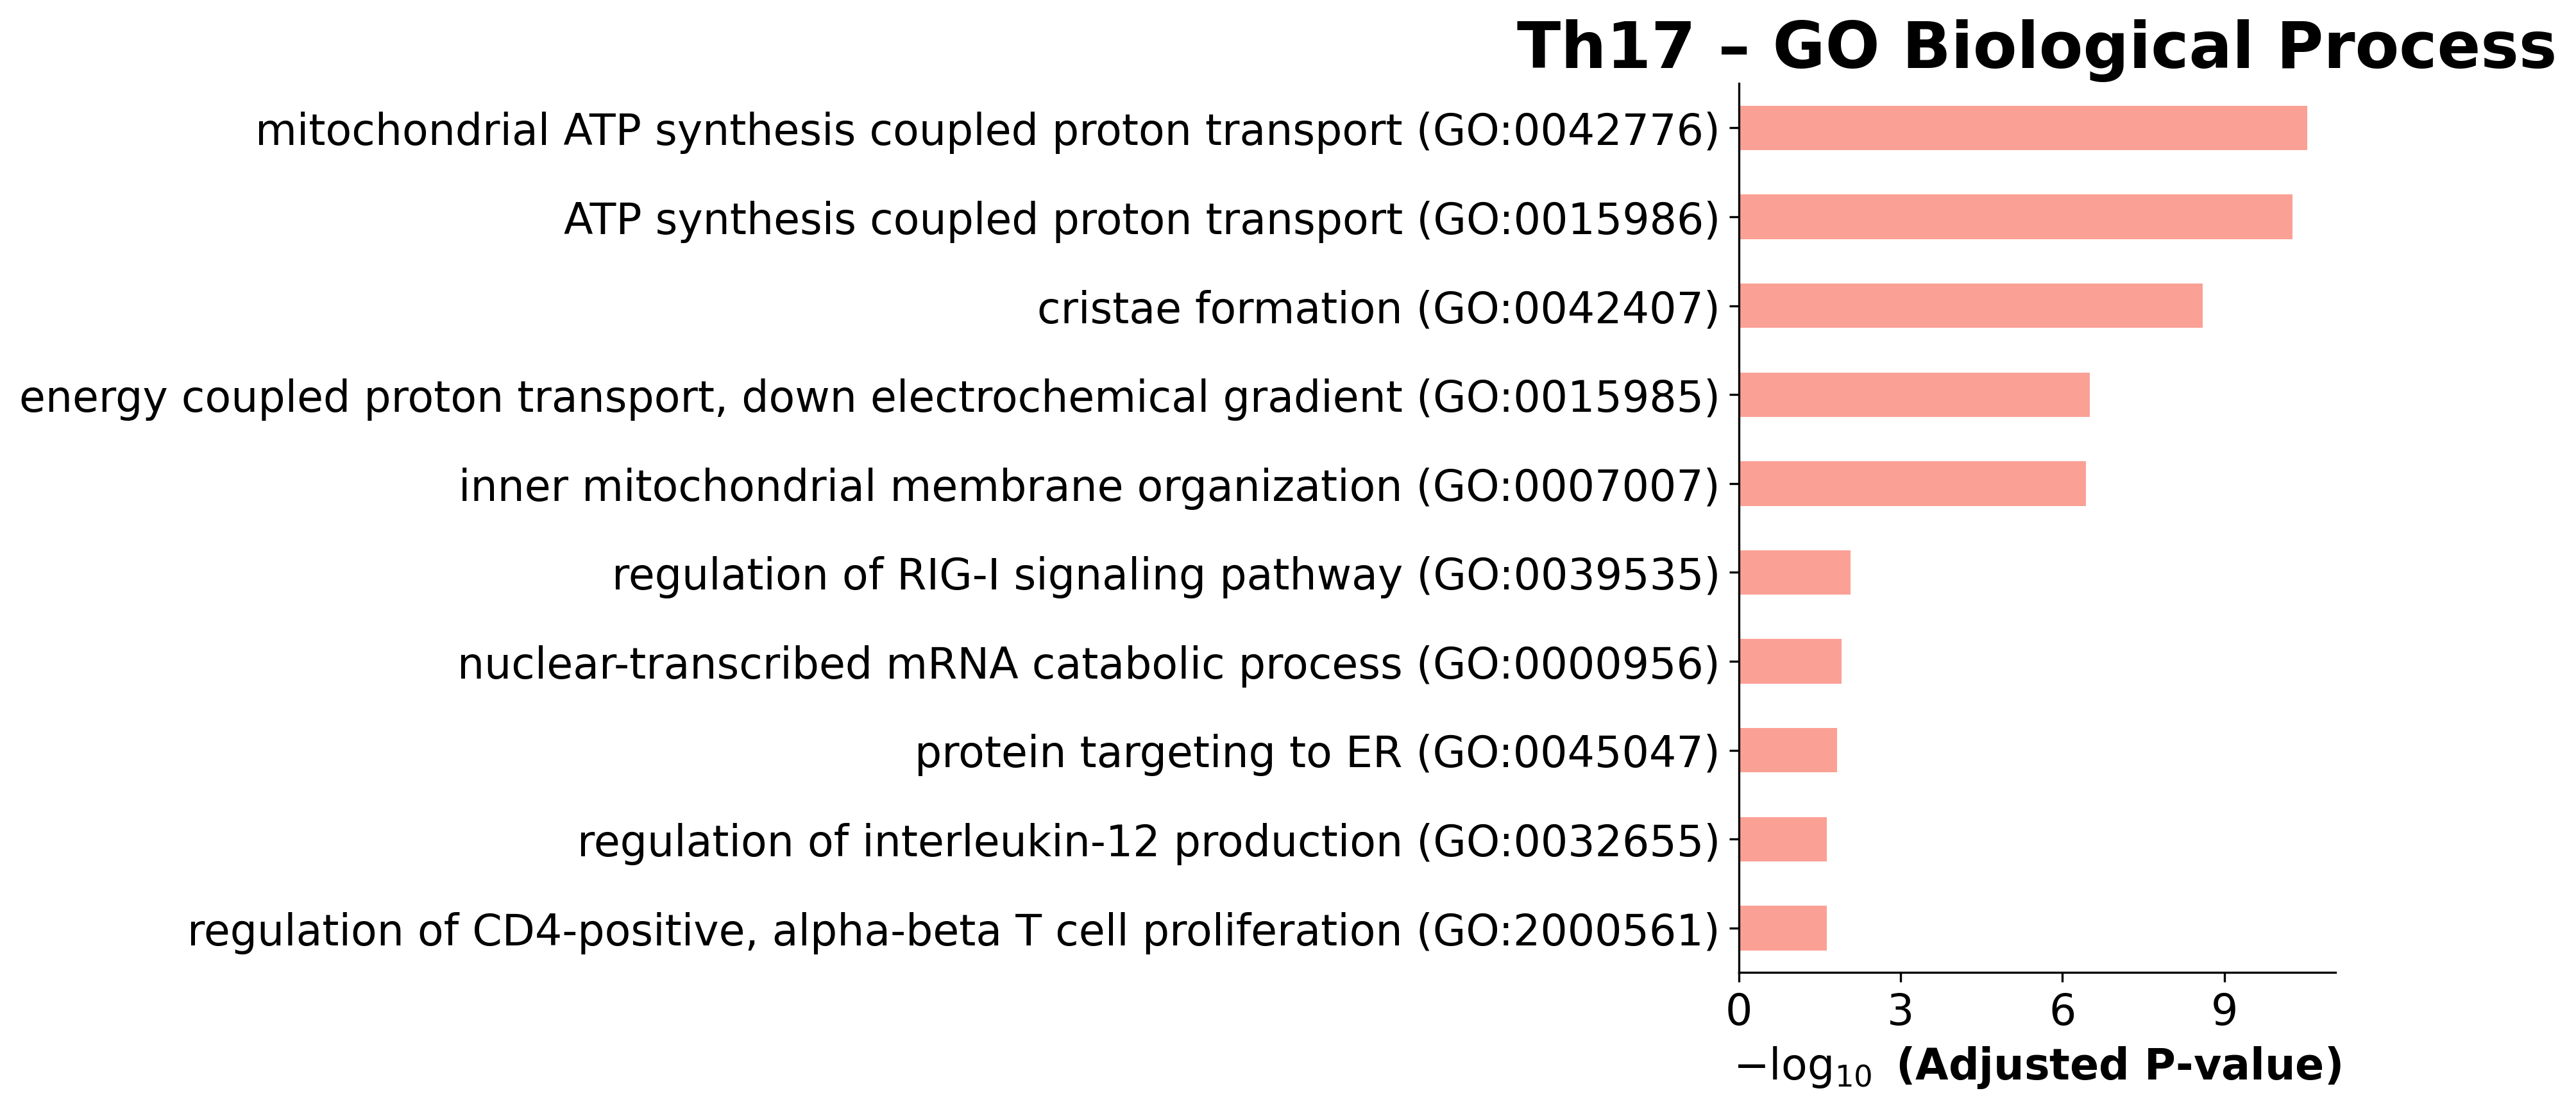 Th17 – GO Biological Process
mitochondrial ATP synthesis coupled proton transport (GO:0042776)
ATP synthesis coupled proton transport (GO:0015986)
cristae formation (GO:0042407)
energy coupled proton transport, down electrochemical gradient (GO:0015985)
inner mitochondrial membrane organization (GO:0007007)
regulation of RIG-I signaling pathway (GO:0039535)
nuclear-transcribed mRNA catabolic process (GO:0000956)
protein targeting to ER (GO:0045047)
regulation of interleukin-12 production (GO:0032655)
regulation of CD4-positive, alpha-beta T cell proliferation (GO:2000561)
0 3 6 9
−log₁₀ (Adjusted P-value)